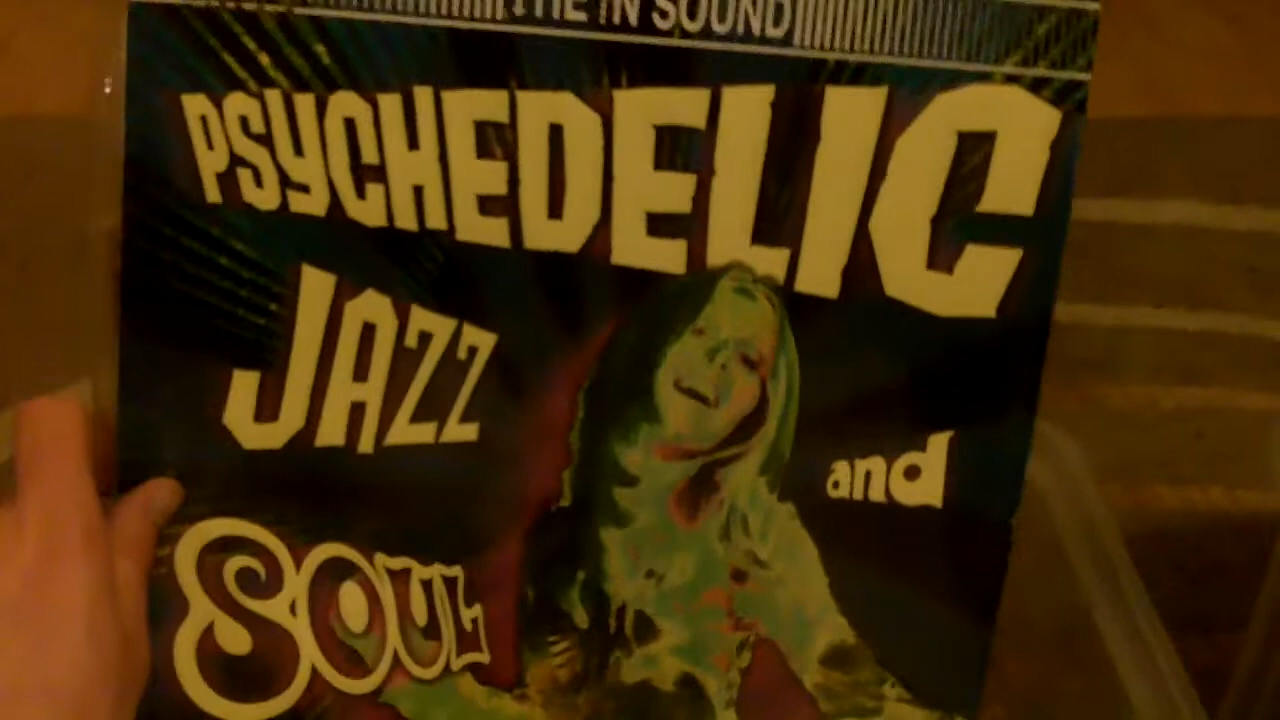 THE IN SOUND
PSYCHEDELIC
JAZZ
and
SOUL